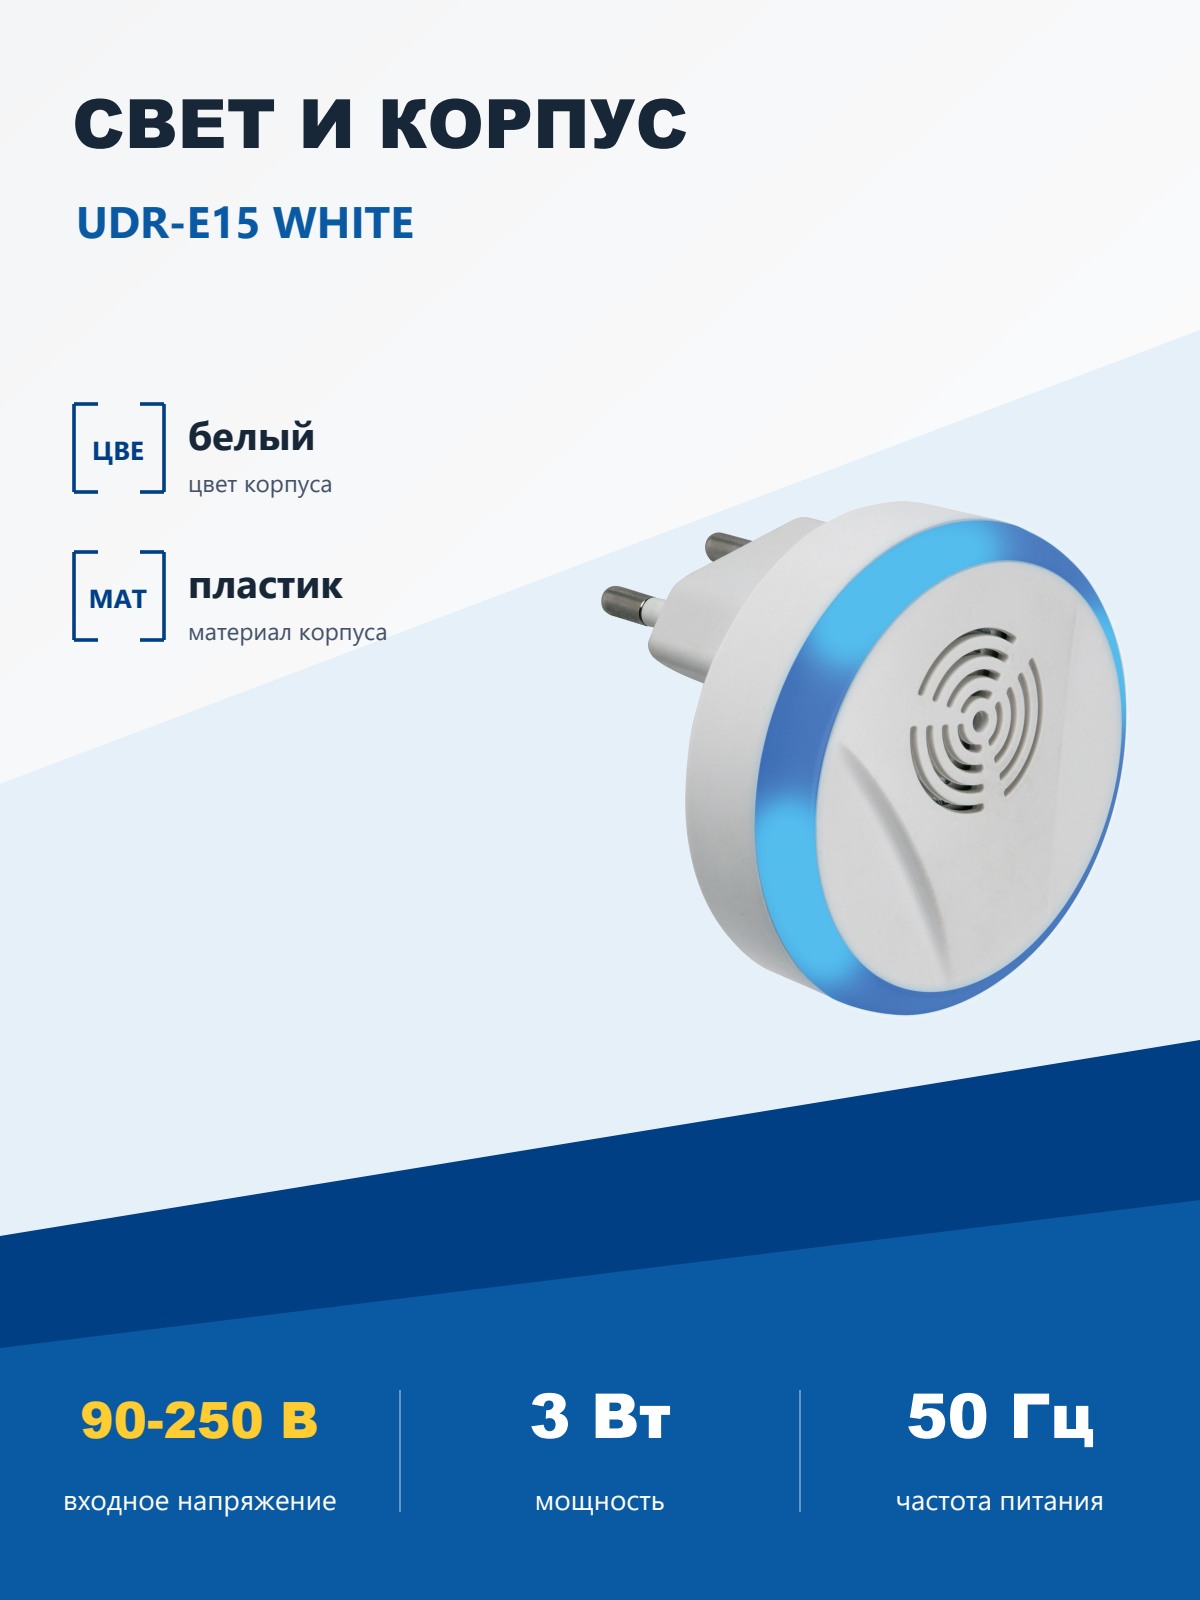 СВЕТ И КОРПУС
UDR-E15 WHITE
ЦВЕ
белый
цвет корпуса
МАТ
пластик
материал корпуса
90-250 В
входное напряжение
3 Вт
мощность
50 Гц
частота питания